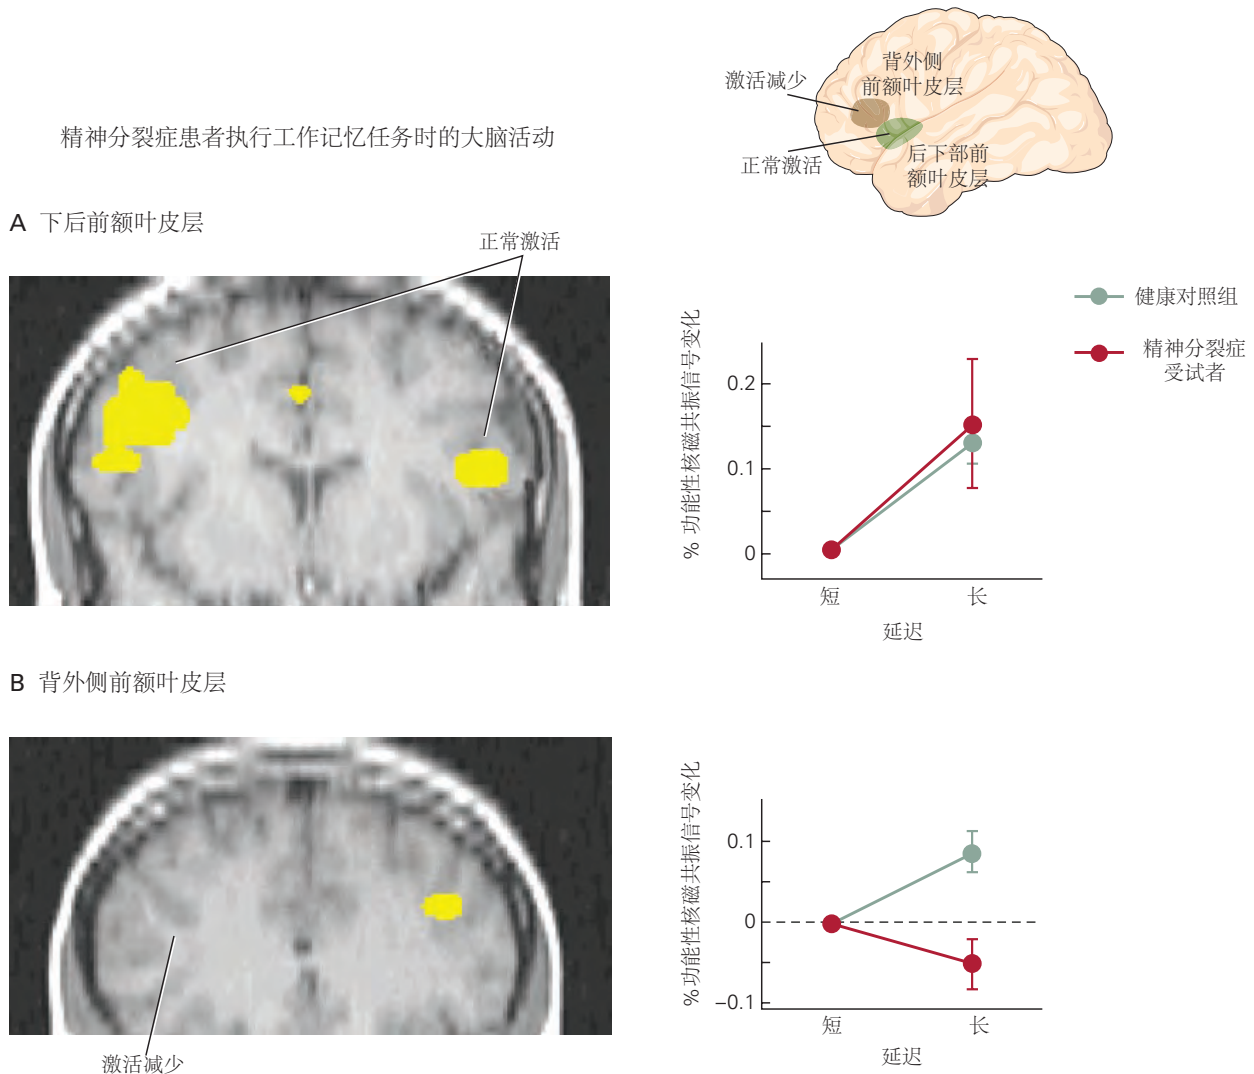 精神分裂症患者执行工作记忆任务时的大脑活动
背外侧
前额叶皮层
激活减少
正常激活
后下部前
额叶皮层
A 下后前额叶皮层
正常激活
% 功能性核磁共振信号变化
0.2
0.1
0
短
长
延迟
健康对照组
精神分裂症
受试者
B 背外侧前额叶皮层
激活减少
%功能性核磁共振信号变化
0.1
0
–0.1
短
长
延迟